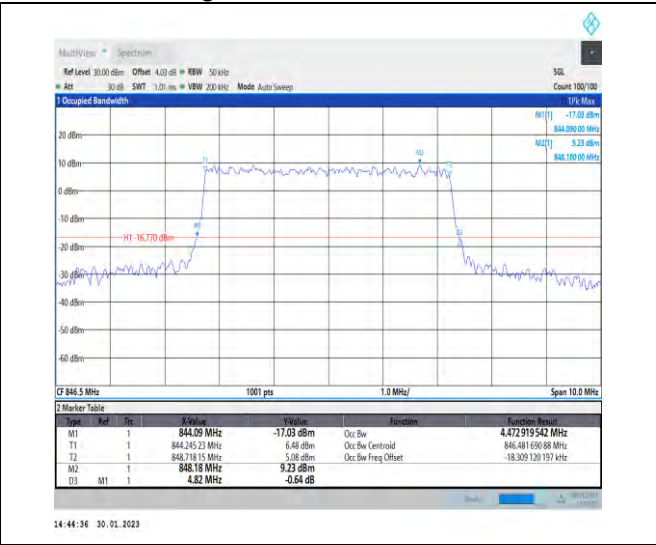 MultiView Spectrum
Ref Level 30.00 dBm Offset 4.03 dB RBW 50 kHz SGL
Att 30 dB SWT 1.01 ms VBW 200 kHz Mode Auto Sweep Count 100/100
1 Occupied Bandwidth 1Pk Max
M1[1] -17.03 dBm
844.090 00 MHz
M2[1] 9.23 dBm
848.180 00 MHz
20 dBm
M2
T1
T2
10 dBm
0 dBm
-10 dBm
M1
D3
H1 -16.770 dBm
-20 dBm
-30 dBm
-40 dBm
-50 dBm
-60 dBm
CF 846.5 MHz 1001 pts 1.0 MHz/ Span 10.0 MHz
2 Marker Table
Type Ref Trc X-Value Y-Value Function Function Result
M1 1 844.09 MHz -17.03 dBm Occ Bw 4.472 919 542 MHz
T1 1 844.245 23 MHz 6.48 dBm Occ Bw Centroid 846.481 690 88 MHz
T2 1 848.718 15 MHz 5.08 dBm Occ Bw Freq Offset -18.309 120 197 kHz
M2 1 848.18 MHz 9.23 dBm
D3 M1 1 4.82 MHz -0.64 dB
14:44:36 30.01.2023